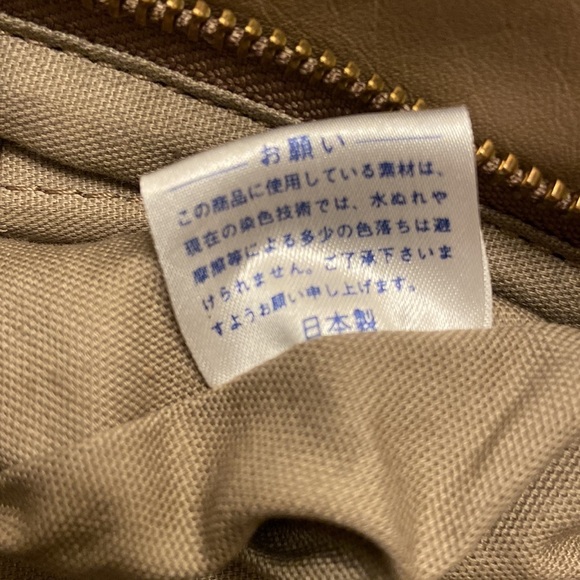 お願い
この商品に使用している素材は、
現在の染色技術では、水ぬれや
摩擦等による多少の色落ちは避
けられません。ご了承下さいま
すようお願い申し上げます。
日本製